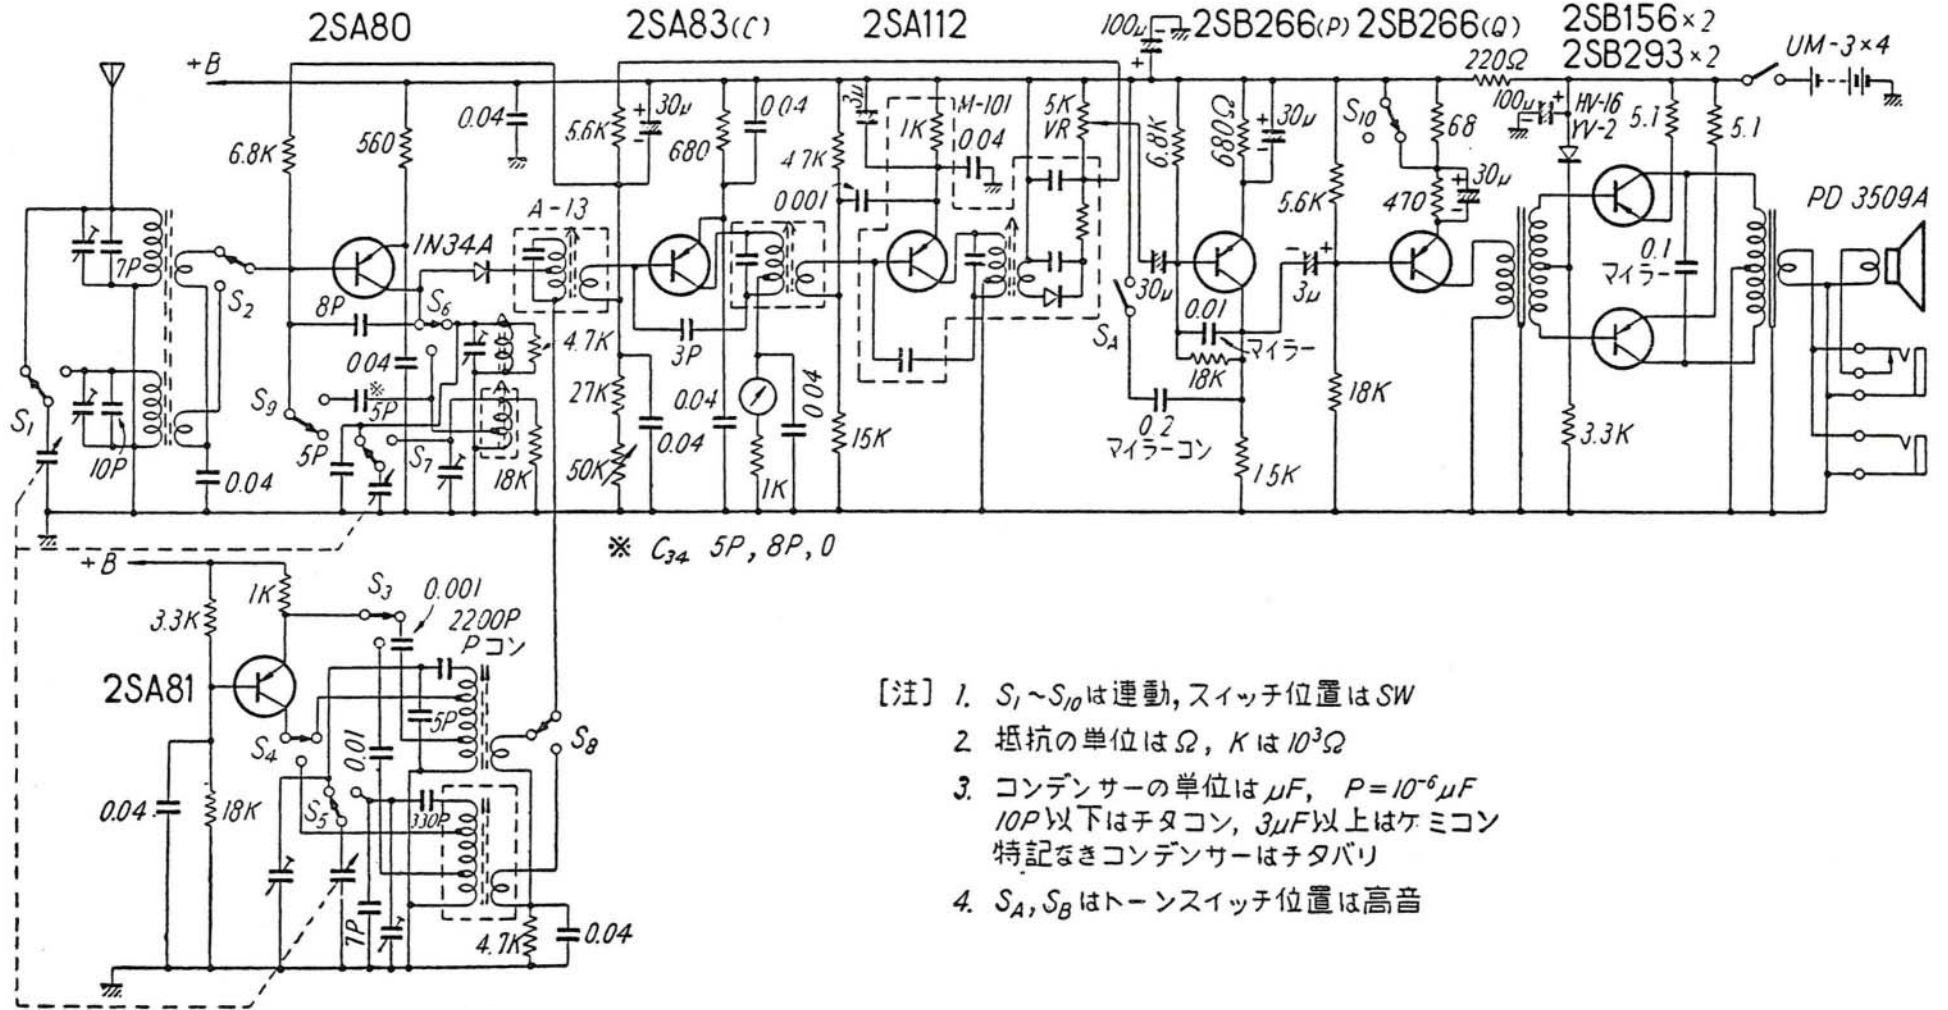 2SA80
2SA83(C)
2SA112
100μ
2SB266(P)
2SB266(Q)
2SB156×2
2SB293×2
UM-3×4
+B
220Ω
0.04
30μ
5.6K
680
0.04
3μ
M-101
1K
0.04
5K
VR
6.8K
680Ω
30μ
S10
68
100μ
HV-16
YV-2
5.1
5.1
6.8K
560
4.7K
0.001
5.6K
470
30μ
PD 3509A
A-13
1N34A
7P
S2
8P
S6
0.04
4.7K
3P
SA
30μ
0.01
マイラー
18K
3μ
0.1
マイラー
S1
10P
0.04
S9
※
5P
5P
S7
18K
27K
50K
0.04
0.04
1K
0.04
15K
0.2
マイラーコン
1.5K
18K
3.3K
※ C34 5P, 8P, 0
+B
1K
S3
0.001
3.3K
2200P
Pコン
2SA81
5P
S4
0.01
S8
0.04
18K
S5
330P
7P
4.7K
0.04
[注] 1. S1~S10は連動,スイッチ位置はSW
2 抵抗の単位はΩ, Kは10³Ω
3. コンデンサーの単位はμF, P=10⁻⁶μF
10P以下はチタコン, 3μF以上はケミコン
特記なきコンデンサーはチタバリ
4. SA, SBはトーンスイッチ位置は高音